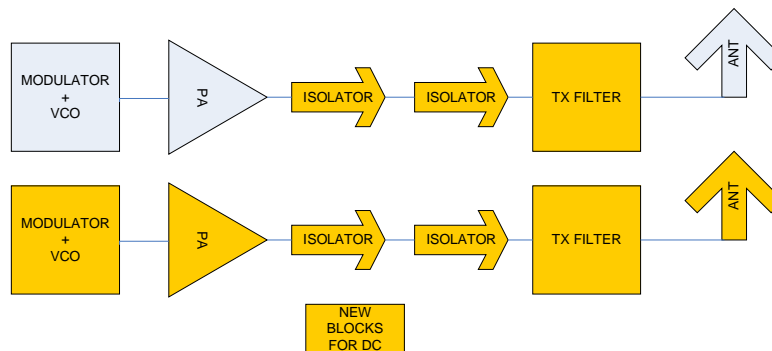 MODULATOR
+
VCO
PA
ISOLATOR
ISOLATOR
TX FILTER
ANT
MODULATOR
+
VCO
PA
ISOLATOR
ISOLATOR
TX FILTER
ANT
NEW
BLOCKS
FOR DC